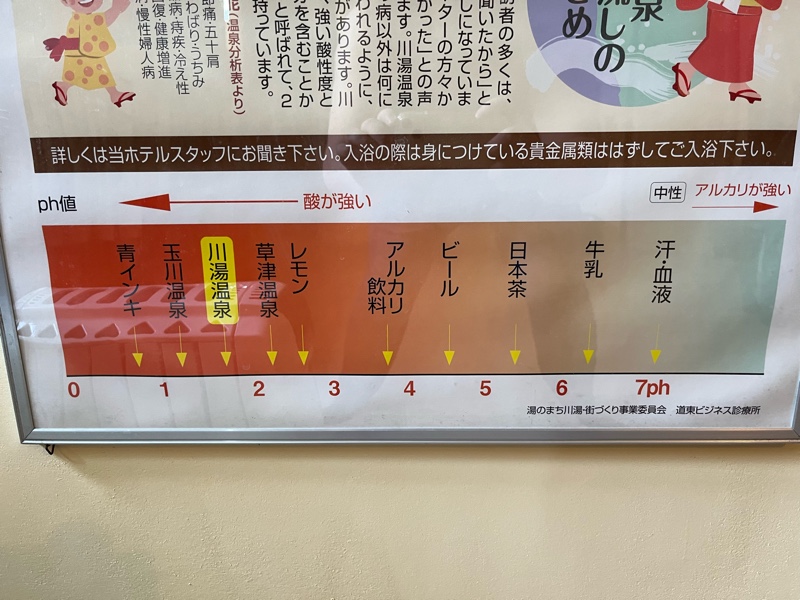 泉
流しの
め
者の多くは、
聞いたから」と
しになっていま
ターの方々か
かった」との声
ます。川湯温泉
病以外は何に
われるように、
があります。川
、強い酸性度と
を含むことか
と呼ばれて、2
持っています。
(温泉分析表より)
節痛・五十肩
わばり・うちみ
病・痔疾・冷え性
復・健康増進
慢性婦人病
詳しくは当ホテルスタッフにお聞き下さい。入浴の際は身につけている貴金属類ははずしてご入浴下さい。
ph値
酸が強い
中性
アルカリが強い
青インキ
玉川温泉
川湯温泉
草津温泉
レモン
アルカリ
飲料
ビール
日本茶
牛乳
汗・血液
0 1 2 3 4 5 6 7ph
湯のまち川湯・街づくり事業委員会 道東ビジネス診療所